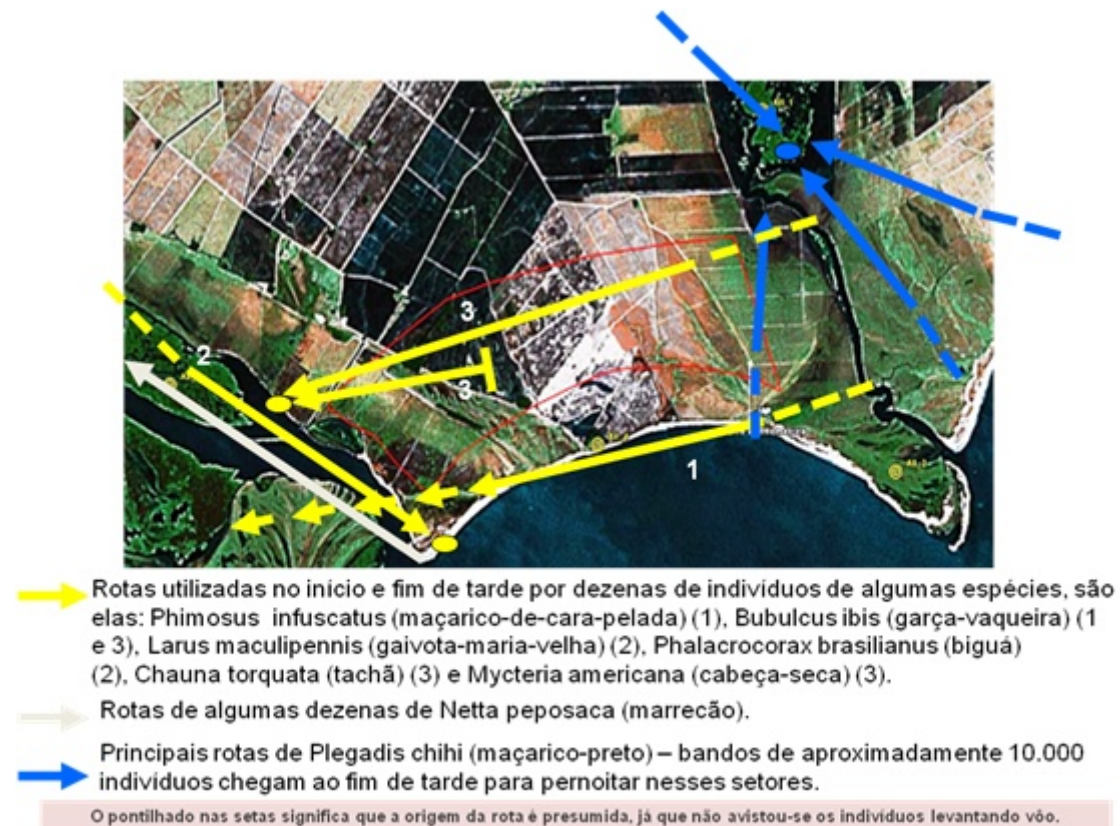 3
2
3
1
Rotas utilizadas no início e fim de tarde por dezenas de indivíduos de algumas espécies, são
elas: Phimosus infuscatus (maçarico-de-cara-pelada) (1), Bubulcus ibis (garça-vaqueira) (1
e 3), Larus maculipennis (gaivota-maria-velha) (2), Phalacrocorax brasilianus (biguá)
(2), Chauna torquata (tachã) (3) e Mycteria americana (cabeça-seca) (3).
Rotas de algumas dezenas de Netta peposaca (marrecão).
Principais rotas de Plegadis chihi (maçarico-preto) – bandos de aproximadamente 10.000
indivíduos chegam ao fim de tarde para pernoitar nesses setores.
O pontilhado nas setas significa que a origem da rota é presumida, já que não avistou-se os indivíduos levantando vôo.